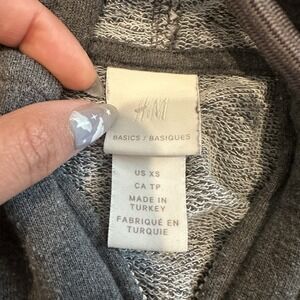 H&M
BASICS / BASIQUES
US XS
CA TP
MADE IN
TURKEY
FABRIQUÉ EN
TURQUIE